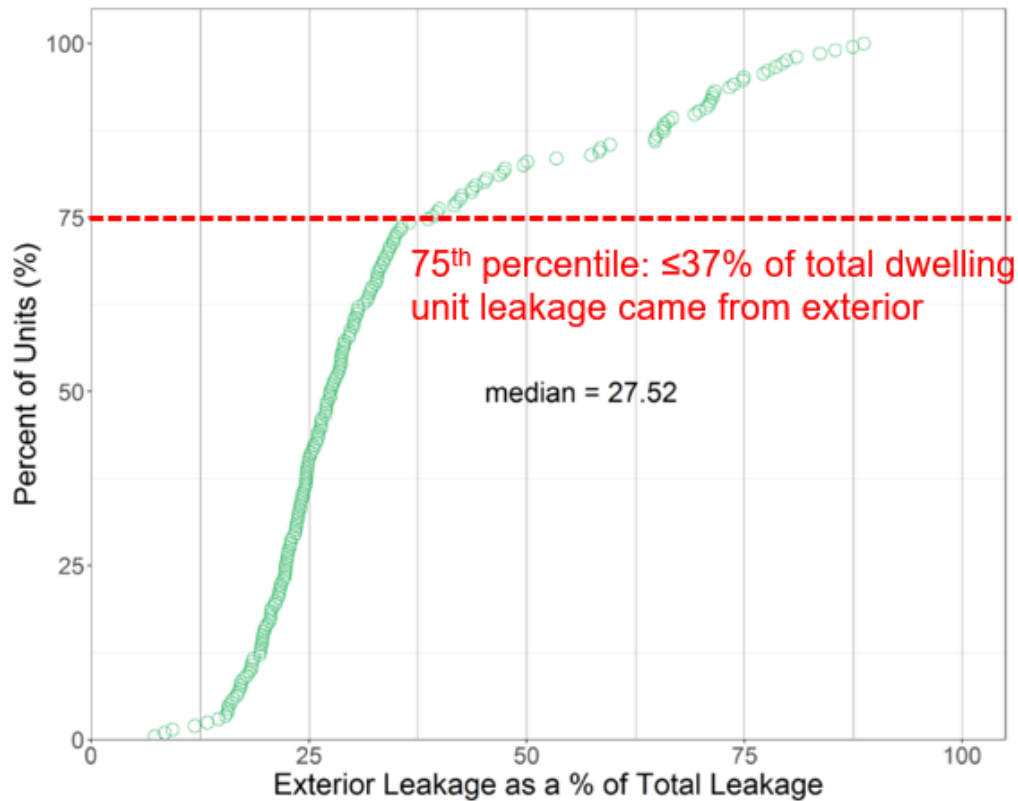 100
75
50
25
0
Percent of Units (%)
75th percentile: ≤37% of total dwelling
unit leakage came from exterior
median = 27.52
0 25 50 75 100
Exterior Leakage as a % of Total Leakage